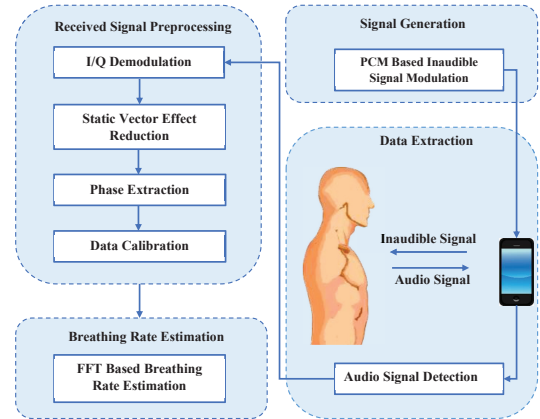 Received Signal Preprocessing
I/Q Demodulation
Static Vector Effect
Reduction
Phase Extraction
Data Calibration
Breathing Rate Estimation
FFT Based Breathing
Rate Estimation
Signal Generation
PCM Based Inaudible
Signal Modulation
Data Extraction
Inaudible Signal
Audio Signal
Audio Signal Detection